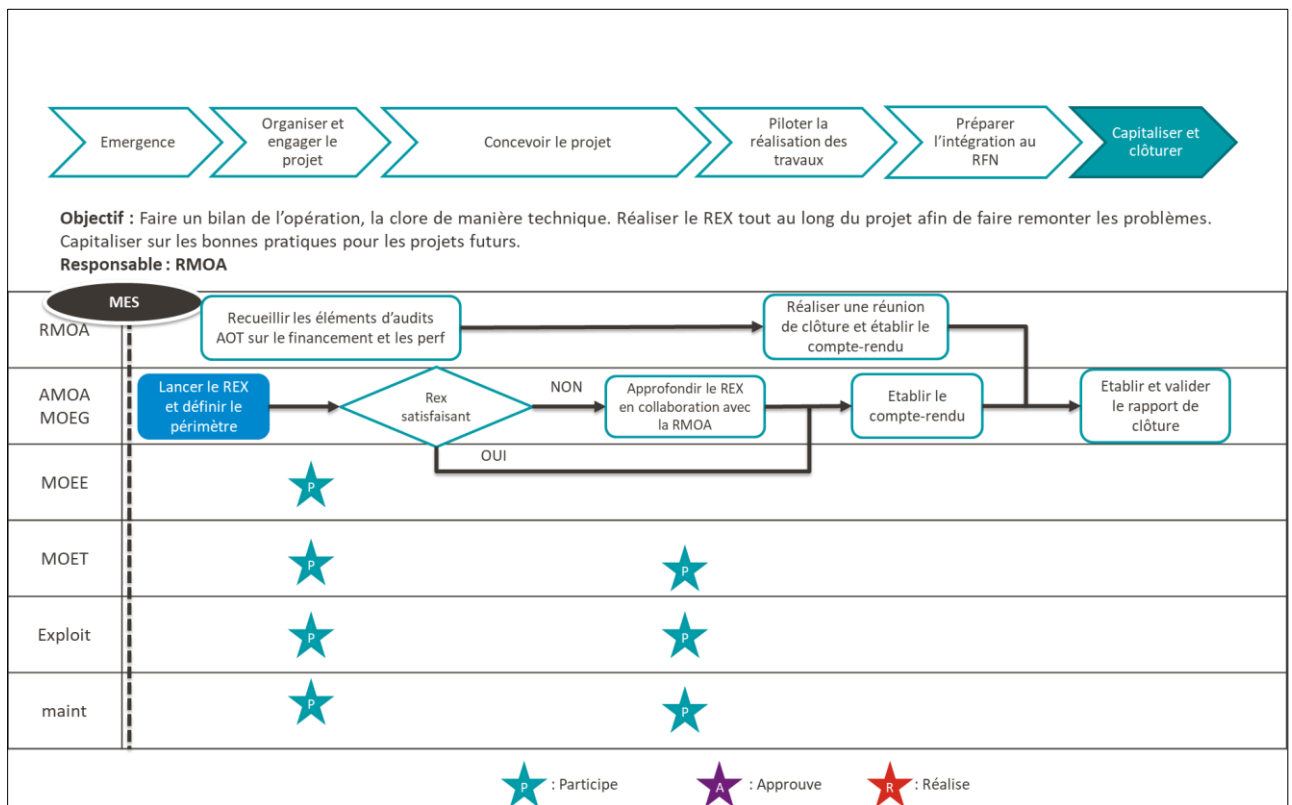 Emergence
Organiser et
engager le
projet
Concevoir le projet
Piloter la
réalisation des
travaux
Préparer
l'intégration au
RFN
Capitaliser et
clôturer
Objectif : Faire un bilan de l'opération, la clore de manière technique. Réaliser le REX tout au long du projet afin de faire remonter les problèmes.
Capitaliser sur les bonnes pratiques pour les projets futurs.
Responsable : RMOA
MES
RMOA
Recueillir les éléments d'audits
AOT sur le financement et les perf
Réaliser une réunion
de clôture et établir le
compte-rendu
AMOA
MOEG
Lancer le REX
et définir le
périmètre
Rex
satisfaisant
NON
Approfondir le REX
en collaboration avec
la RMOA
Etablir le
compte-rendu
Etablir et valider
le rapport de
clôture
OUI
MOEE
P
MOET
P
P
Exploit
P
P
maint
P
P
P : Participe
A : Approuve
R : Réalise